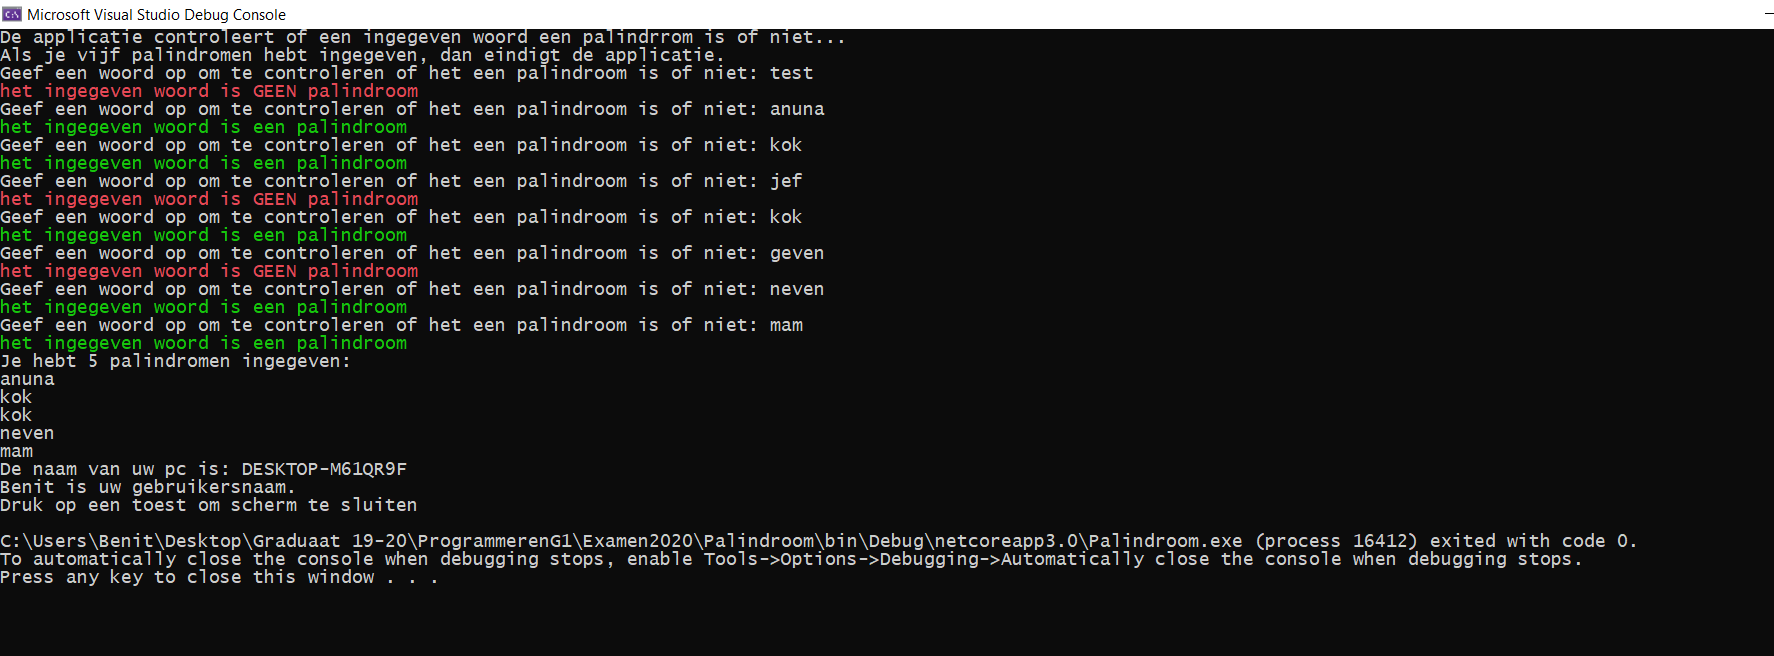 Microsoft Visual Studio Debug Console
De applicatie controleert of een ingegeven woord een palindrrom is of niet...
Als je vijf palindromen hebt ingegeven, dan eindigt de applicatie.
Geef een woord op om te controleren of het een palindroom is of niet: test
het ingegeven woord is GEEN palindroom
Geef een woord op om te controleren of het een palindroom is of niet: anuna
het ingegeven woord is een palindroom
Geef een woord op om te controleren of het een palindroom is of niet: kok
het ingegeven woord is een palindroom
Geef een woord op om te controleren of het een palindroom is of niet: jef
het ingegeven woord is GEEN palindroom
Geef een woord op om te controleren of het een palindroom is of niet: kok
het ingegeven woord is een palindroom
Geef een woord op om te controleren of het een palindroom is of niet: geven
het ingegeven woord is GEEN palindroom
Geef een woord op om te controleren of het een palindroom is of niet: neven
het ingegeven woord is een palindroom
Geef een woord op om te controleren of het een palindroom is of niet: mam
het ingegeven woord is een palindroom
Je hebt 5 palindromen ingegeven:
anuna
kok
kok
neven
mam
De naam van uw pc is: DESKTOP-M61QR9F
Benit is uw gebruikersnaam.
Druk op een toest om scherm te sluiten
C:\Users\Benit\Desktop\Graduaat 19-20\ProgrammerenG1\Examen2020\Palindroom\bin\Debug\netcoreapp3.0\Palindroom.exe (process 16412) exited with code 0.
To automatically close the console when debugging stops, enable Tools->Options->Debugging->Automatically close the console when debugging stops.
Press any key to close this window . . .